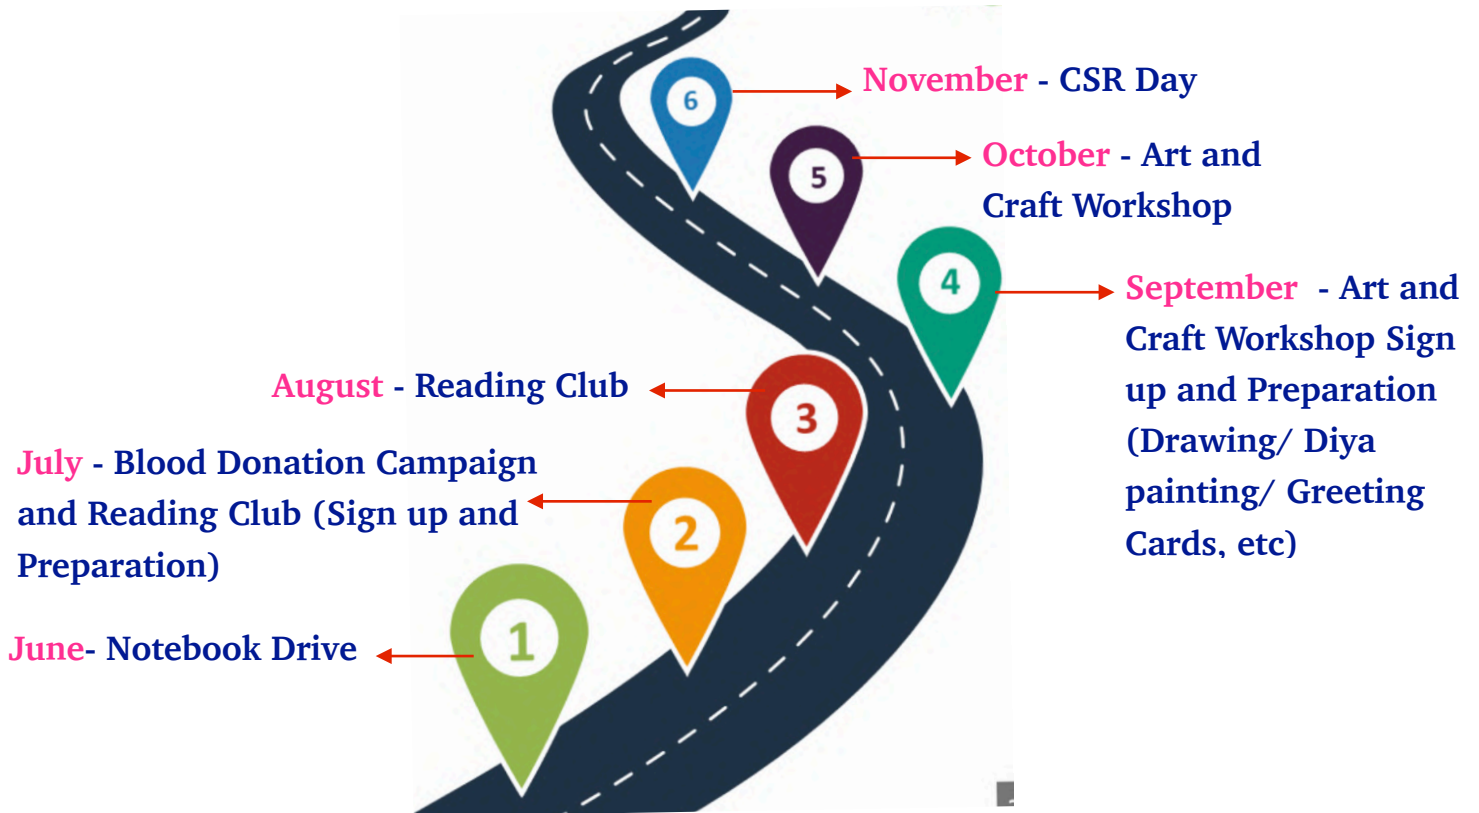 6
November - CSR Day
5
October - Art and
Craft Workshop
4
September - Art and
Craft Workshop Sign
up and Preparation
(Drawing/ Diya
painting/ Greeting
Cards, etc)
3
August - Reading Club
2
July - Blood Donation Campaign
and Reading Club (Sign up and
Preparation)
1
June- Notebook Drive